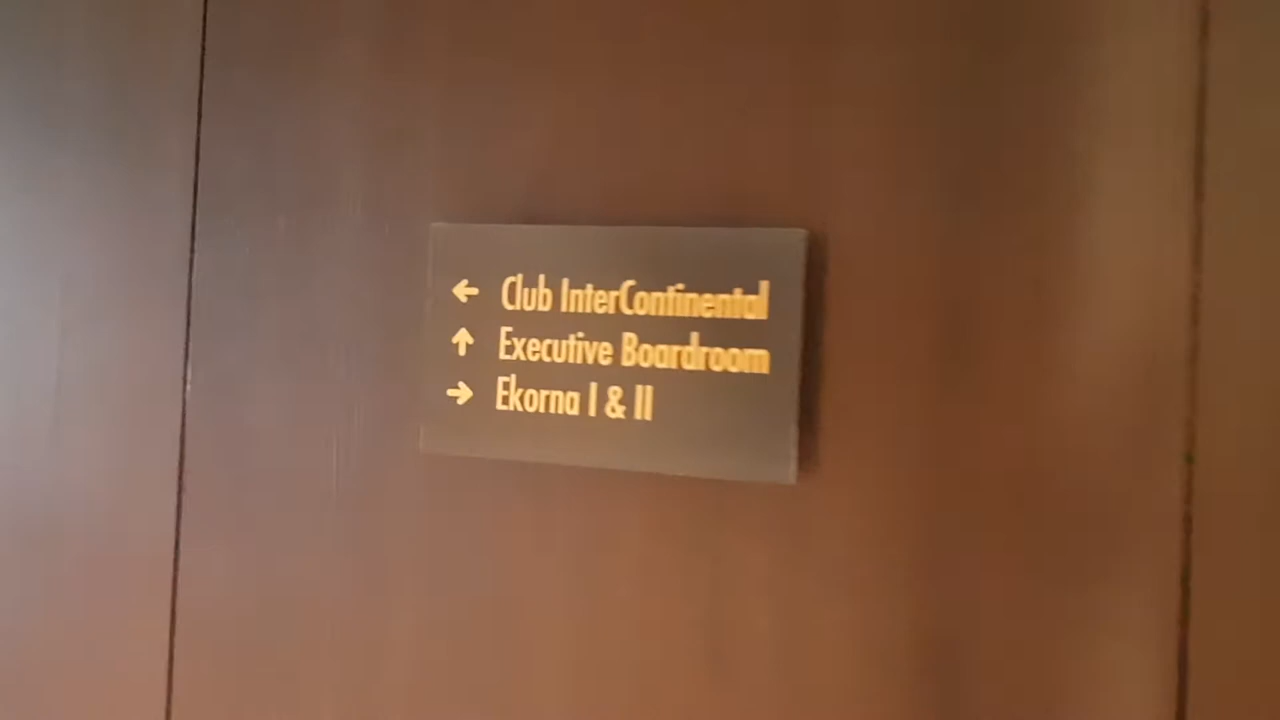 ← Club InterContinental
↑ Executive Boardroom
→ Ekorna I & II